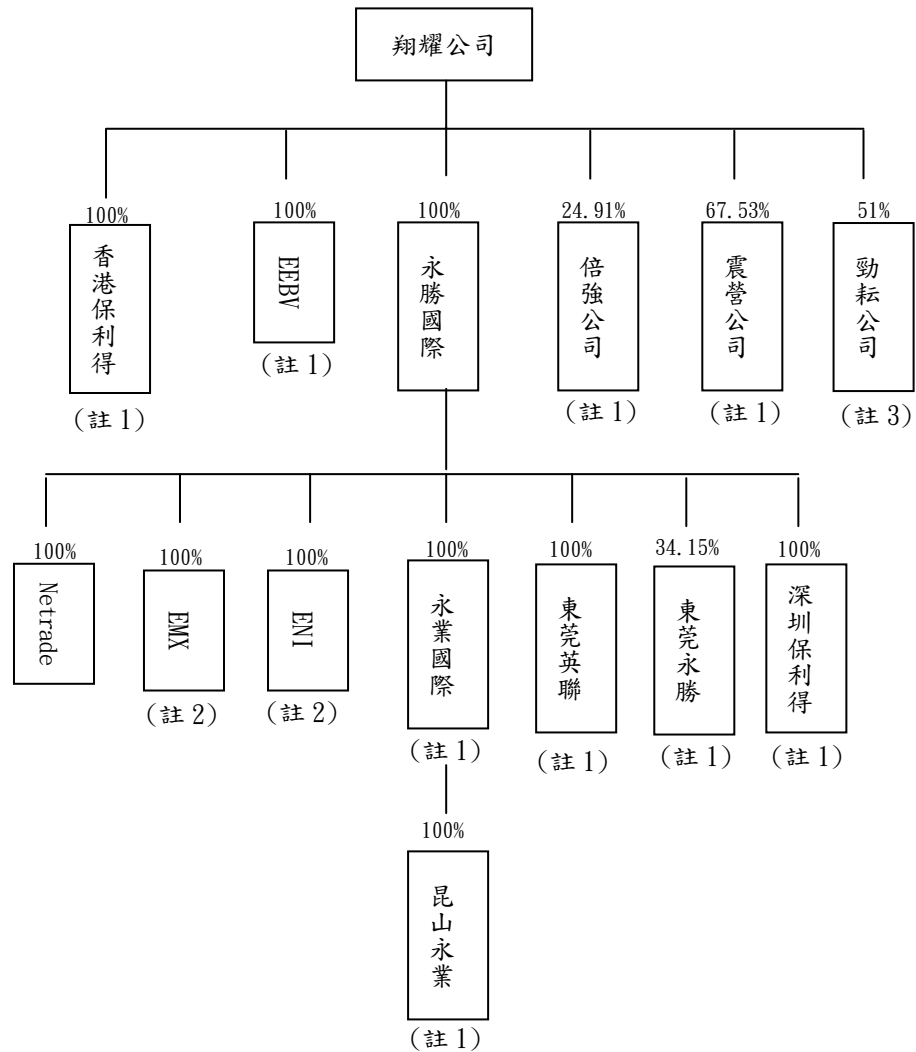 翔耀公司
100%
100%
100%
24.91%
67.53%
51%
香港保利得
EEBV
永勝國際
倍強公司
震營公司
勁耘公司
(註1)
(註1)
(註1)
(註1)
(註3)
100%
100%
100%
100%
100%
34.15%
100%
Netrade
EMX
ENI
永業國際
東莞英聯
東莞永勝
深圳保利得
(註2)
(註2)
(註1)
(註1)
(註1)
(註1)
100%
昆山永業
(註1)